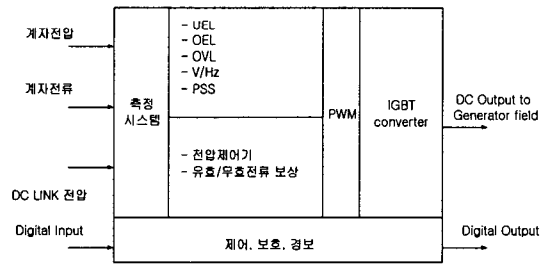 계자전압
계자전류
DC LINK 전압
Digital Input
측정
시스템
- UEL
- OEL
- OVL
- V/Hz
- PSS
- 전압제어기
- 유효/무효전류 보상
PWM
IGBT
converter
DC Output to
Generator field
제어, 보호, 경보
Digital Output